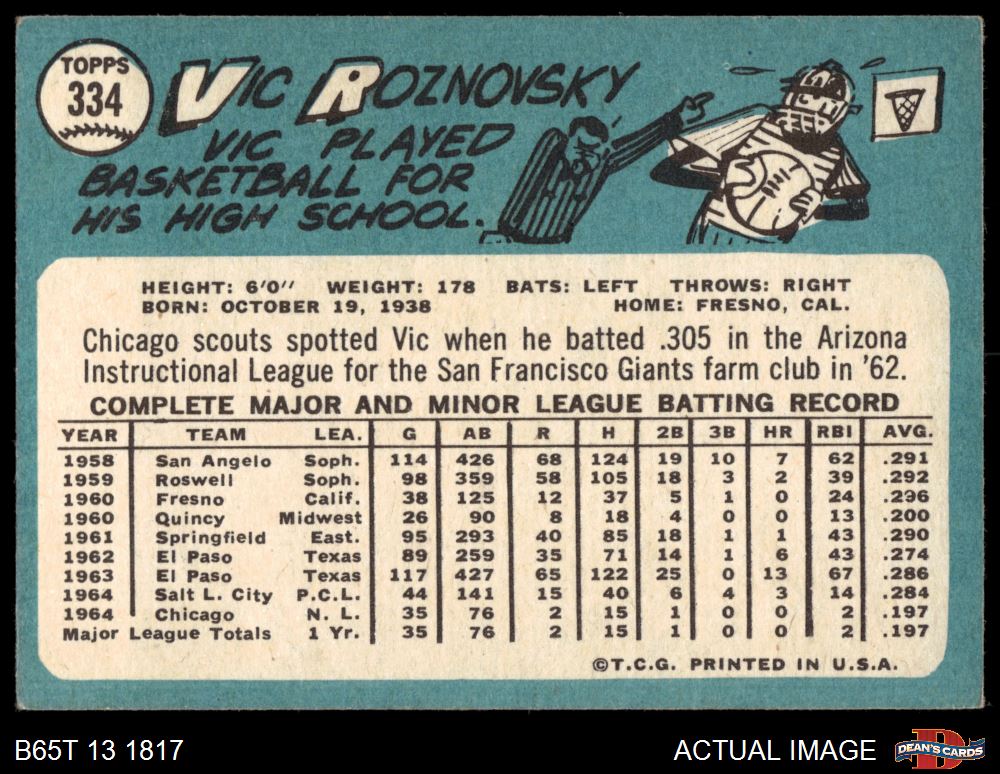 TOPPS
334
VIC ROZNOVSKY
VIC PLAYED
BASKETBALL FOR
HIS HIGH SCHOOL.
HEIGHT: 6'0" WEIGHT: 178 BATS: LEFT THROWS: RIGHT
BORN: OCTOBER 19, 1938 HOME: FRESNO, CAL.
Chicago scouts spotted Vic when he batted .305 in the Arizona
Instructional League for the San Francisco Giants farm club in '62.
COMPLETE MAJOR AND MINOR LEAGUE BATTING RECORD
YEAR TEAM LEA. G AB R H 2B 3B HR RBI AVG.
1958 San Angelo Soph. 114 426 68 124 19 10 7 62 .291
1959 Roswell Soph. 98 359 58 105 18 3 2 39 .292
1960 Fresno Calif. 38 125 12 37 5 1 0 24 .296
1960 Quincy Midwest 26 90 8 18 4 0 0 13 .200
1961 Springfield East. 95 293 40 85 18 1 1 43 .290
1962 El Paso Texas 89 259 35 71 14 1 6 43 .274
1963 El Paso Texas 117 427 65 122 25 0 13 67 .286
1964 Salt L. City P.C.L. 44 141 15 40 6 4 3 14 .284
1964 Chicago N. L. 35 76 2 15 1 0 0 2 .197
Major League Totals 1 Yr. 35 76 2 15 1 0 0 2 .197
©T.C.G. PRINTED IN U.S.A.
B65T 13 1817 ACTUAL IMAGE
D
DEAN'S CARDS